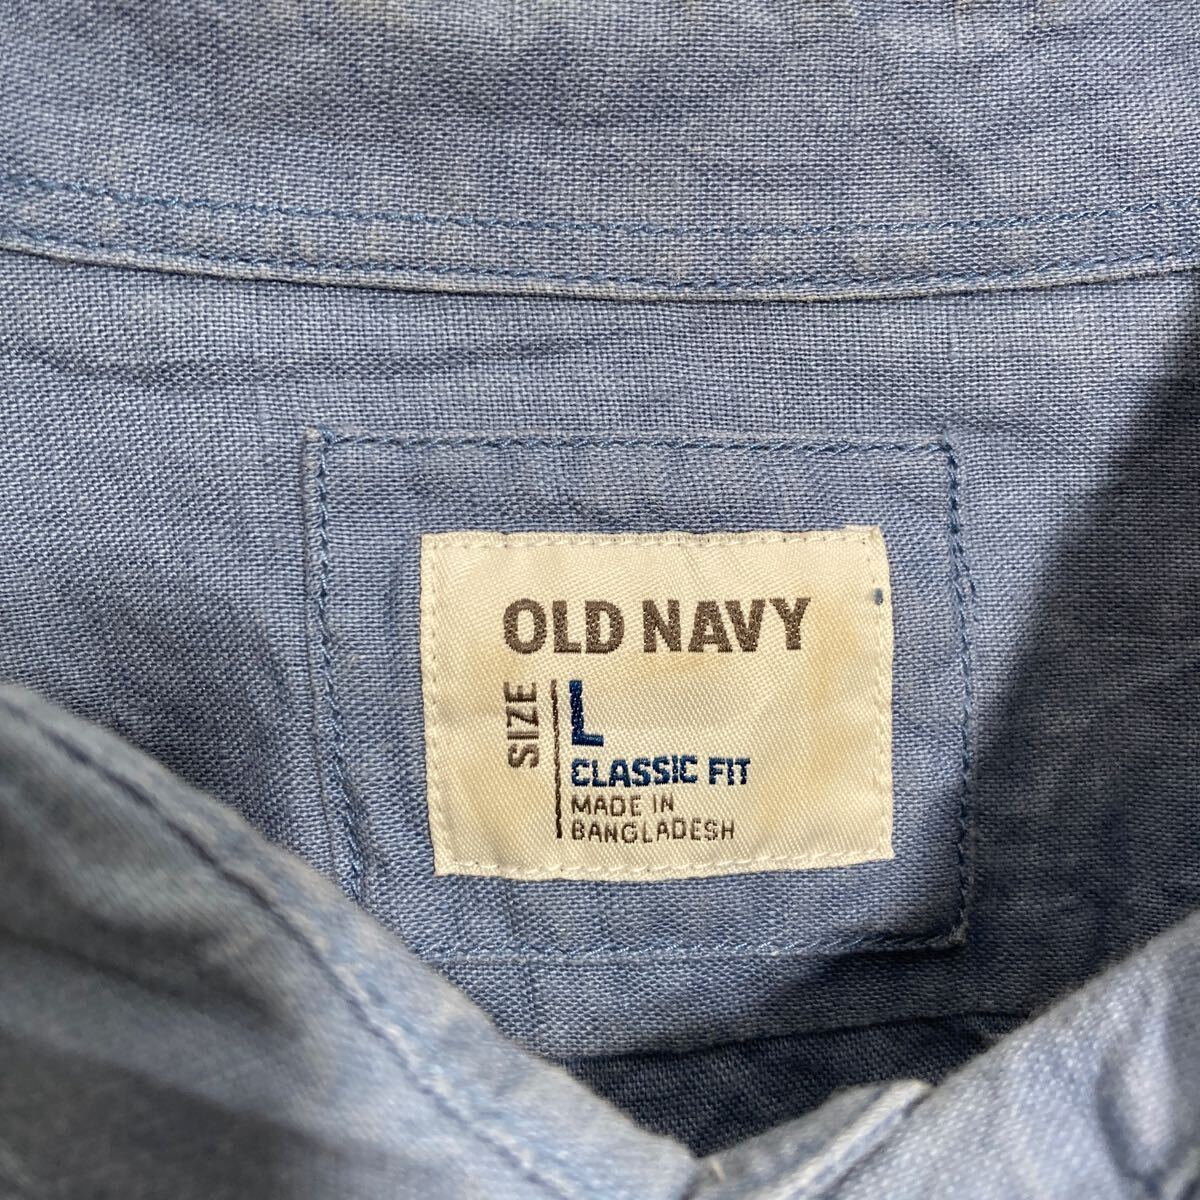 OLD NAVY
SIZE
L
CLASSIC FIT
MADE IN
BANGLADESH